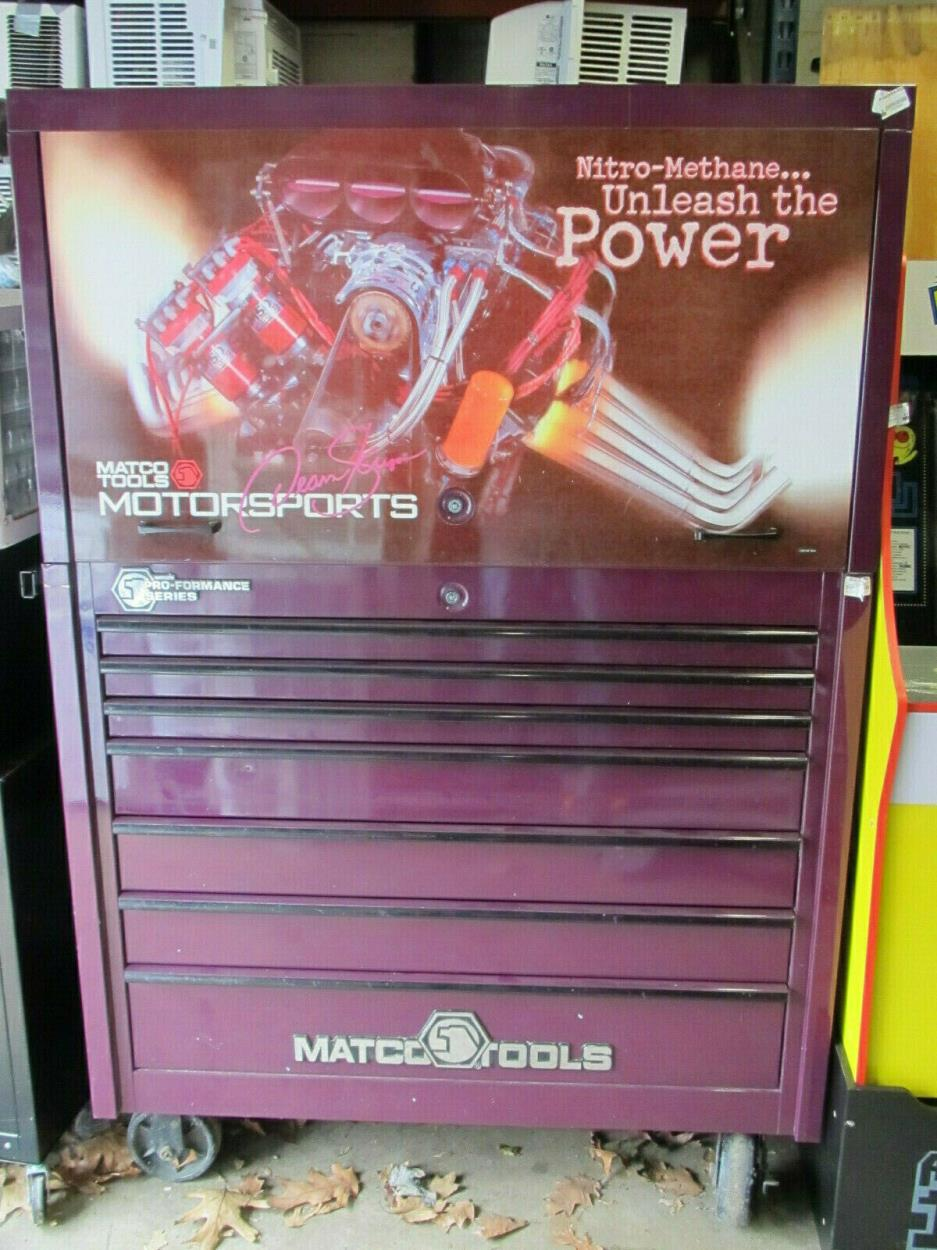 Nitro-Methane...
Unleash the
Power
MATCO
TOOLS
MOTORSPORTS
PRO-FORMANCE
SERIES
MATCO TOOLS